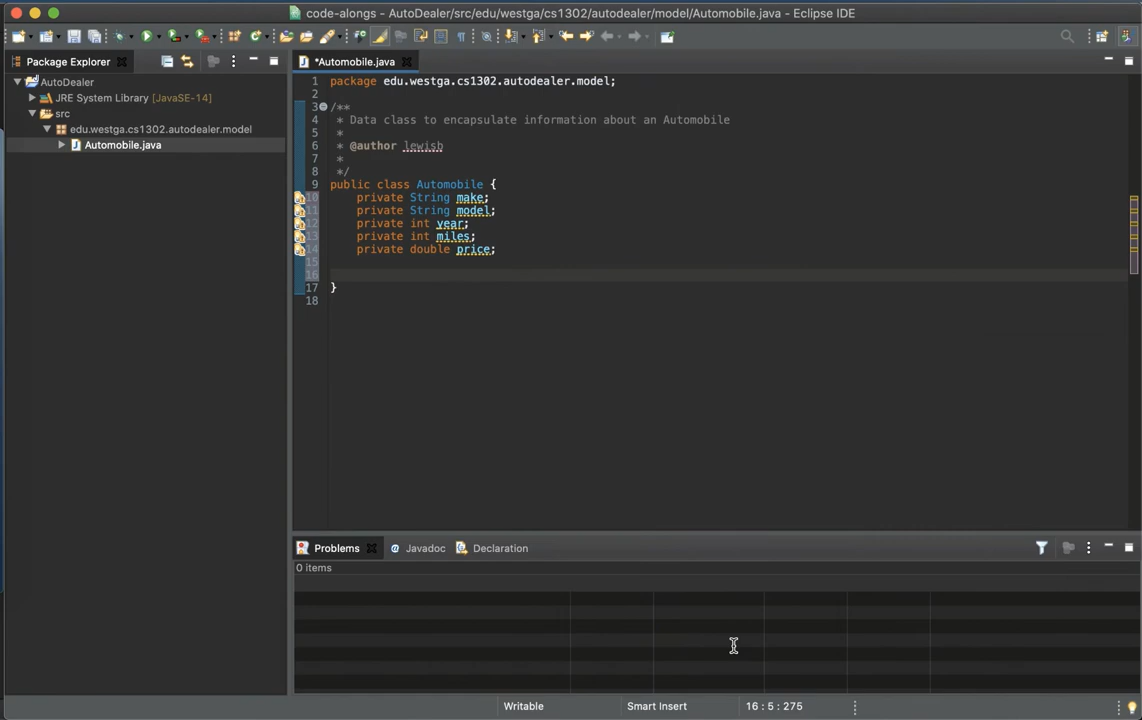 code-alongs - AutoDealer/src/edu/westga/cs1302/autodealer/model/Automobile.java - Eclipse IDE
Package Explorer
*Automobile.java
AutoDealer
JRE System Library [JavaSE-14]
src
edu.westga.cs1302.autodealer.model
Automobile.java
1 package edu.westga.cs1302.autodealer.model;
2
3 /**
4 * Data class to encapsulate information about an Automobile
5 *
6 * @author lewisb
7 *
8 */
9 public class Automobile {
10 private String make;
11 private String model;
12 private int year;
13 private int miles;
14 private double price;
15
16
17 }
18
Problems @ Javadoc Declaration
0 items
Writable Smart Insert 16 : 5 : 275